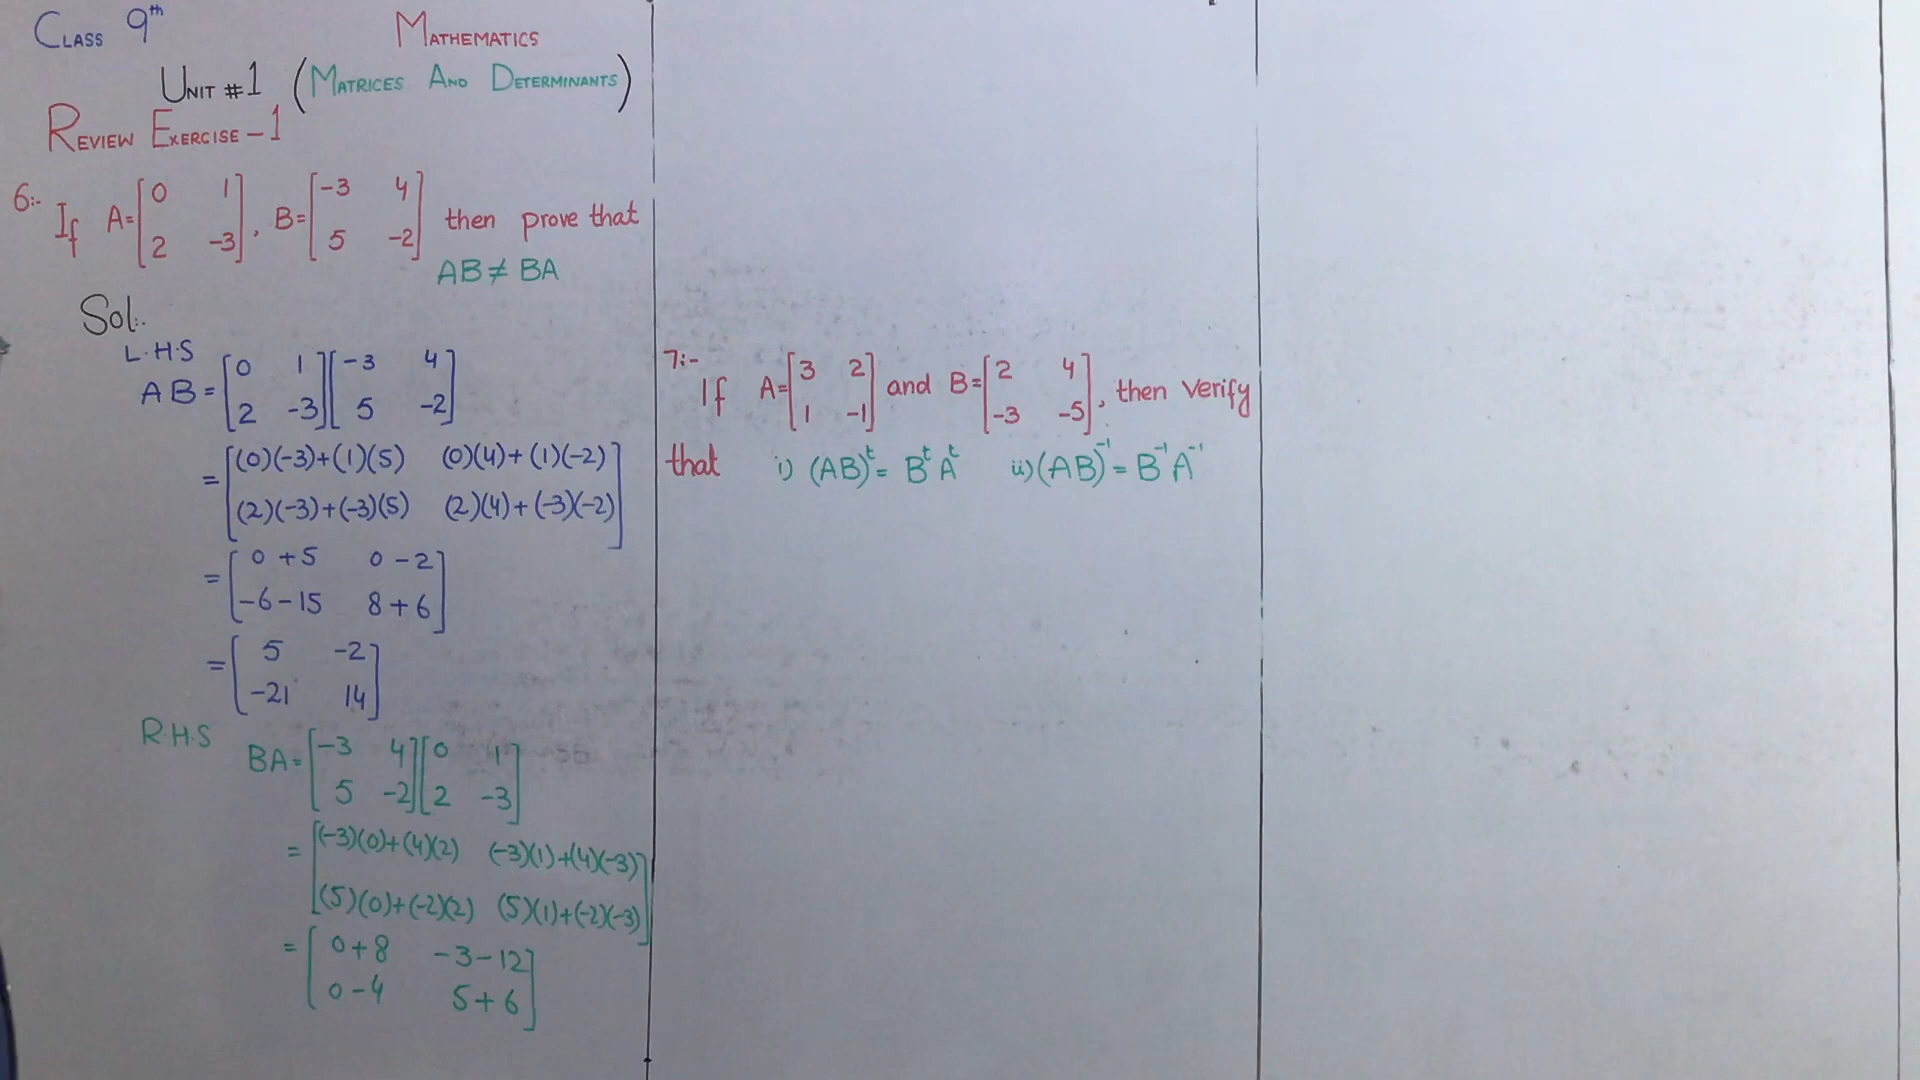 CLASS 9th MATHEMATICS
UNIT #1 (MATRICES AND DETERMINANTS)
REVIEW EXERCISE-1
6:- If A=[0 1; 2 -3], B=[-3 4; 5 -2] then prove that
AB≠BA
Sol:.
L.H.S
AB=[0 1; 2 -3][-3 4; 5 -2]
=[(0)(-3)+(1)(5) (0)(4)+(1)(-2); (2)(-3)+(-3)(5) (2)(4)+(-3)(-2)]
=[0+5 0-2; -6-15 8+6]
=[5 -2; -21 14]
R.H.S
BA=[-3 4; 5 -2][0 1; 2 -3]
=[(-3)(0)+(4)(2) (-3)(1)+(4)(-3); (5)(0)+(-2)(2) (5)(1)+(-2)(-3)]
=[0+8 -3-12; 0-4 5+6]
7:- If A=[3 2; 1 -1] and B=[2 4; -3 -5], then verify
that i) (AB)^t = B^t A^t ii) (AB)^-1 = B^-1 A^-1